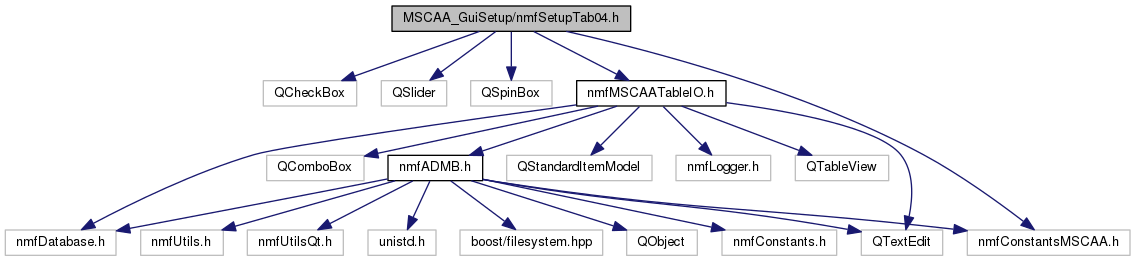 MSCAA_GuiSetup/nmfSetupTab04.h
QCheckBox
QSlider
QSpinBox
nmfMSCAATableIO.h
QComboBox
nmfADMB.h
QStandardItemModel
nmfLogger.h
QTableView
nmfDatabase.h
nmfUtils.h
nmfUtilsQt.h
unistd.h
boost/filesystem.hpp
QObject
nmfConstants.h
QTextEdit
nmfConstantsMSCAA.h